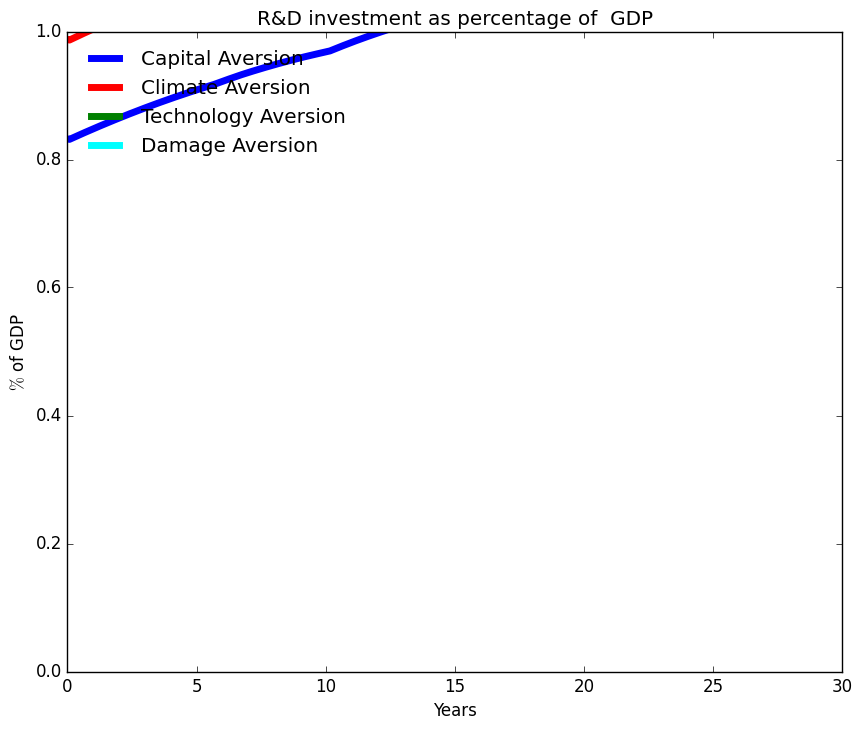 R&D investment as percentage of  GDP
Capital Aversion
Climate Aversion
Technology Aversion
Damage Aversion
1.0
0.8
0.6
0.4
0.2
0.0
% of GDP
0 5 10 15 20 25 30
Years